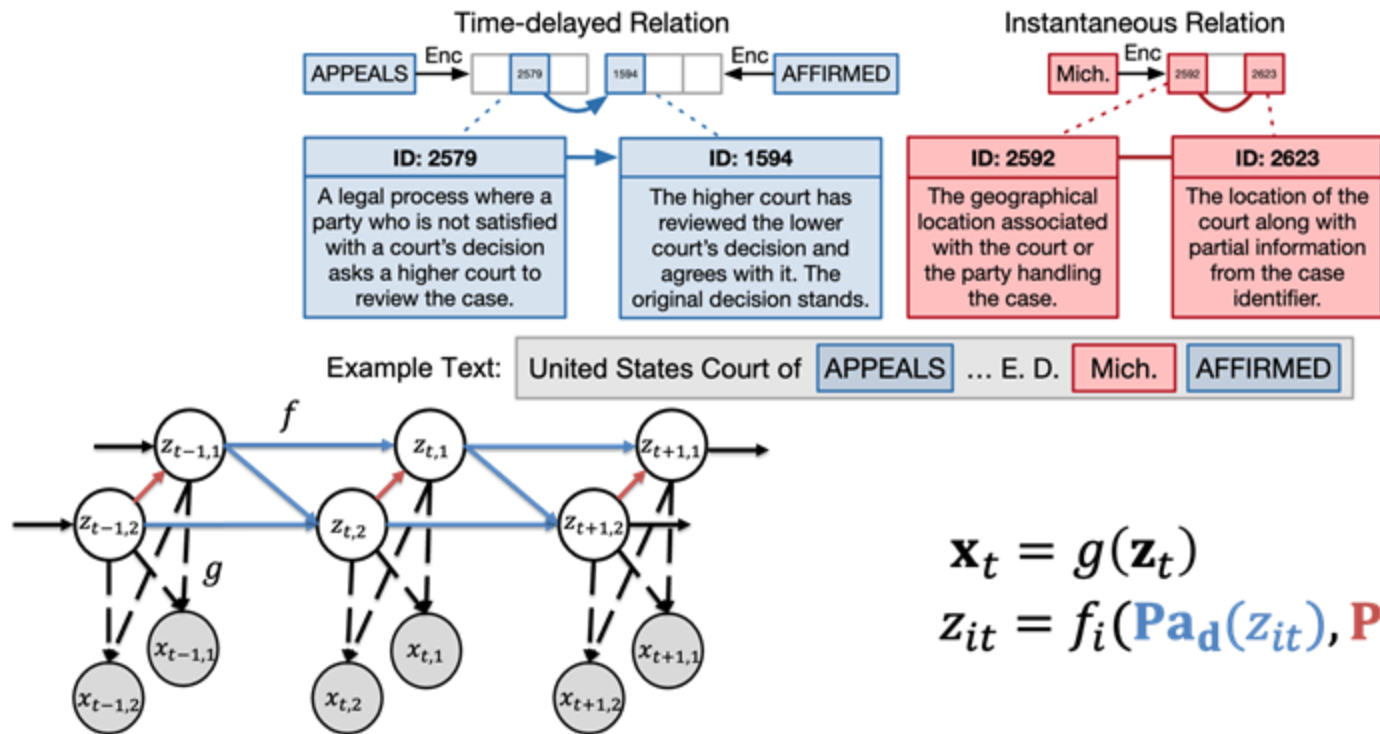 Time-delayed Relation
Instantaneous Relation
APPEALS Enc 2579 1594 Enc AFFIRMED
Mich. Enc 2592 2623
ID: 2579
A legal process where a
party who is not satisfied
with a court's decision
asks a higher court to
review the case.
ID: 1594
The higher court has
reviewed the lower
court's decision and
agrees with it. The
original decision stands.
ID: 2592
The geographical
location associated
with the court or
the party handling
the case.
ID: 2623
The location of the
court along with
partial information
from the case
identifier.
Example Text: United States Court of APPEALS ... E. D. Mich. AFFIRMED
f
z_{t-1,1} z_{t,1} z_{t+1,1}
z_{t-1,2} z_{t,2} z_{t+1,2}
g
x_{t-1,1} x_{t,1} x_{t+1,1}
x_{t-1,2} x_{t,2} x_{t+1,2}
𝐱_t = g(𝐳_t)
z_{it} = f_i(𝐏𝐚_𝐝(z_{it}), 𝐏